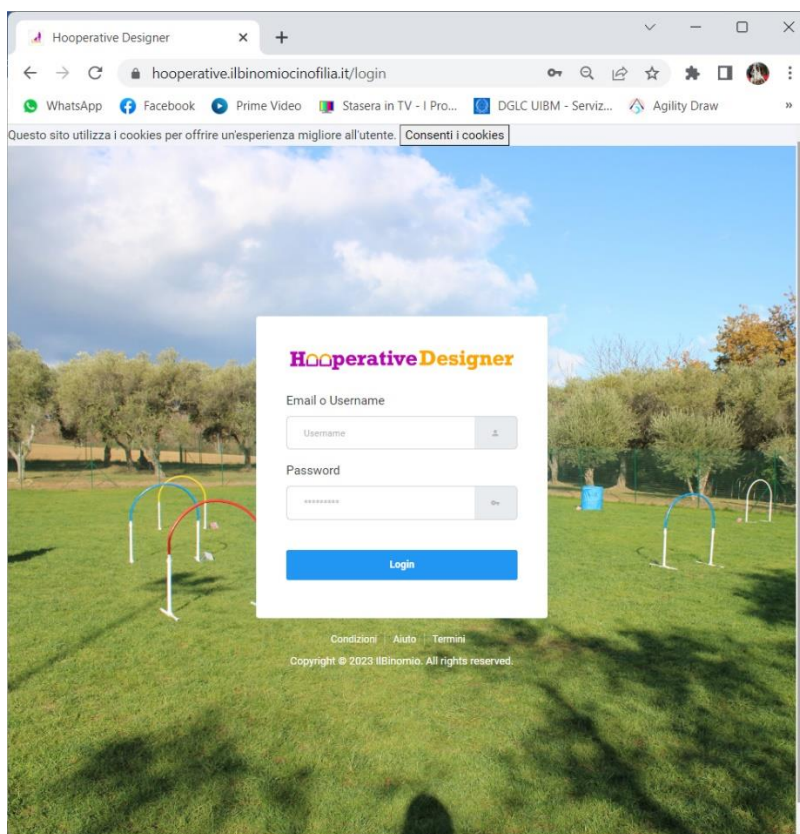 Hooperative Designer
hooperative.ilbinomiocinofilia.it/login
WhatsApp Facebook Prime Video Stasera in TV - I Pro... DGLC UIBM - Serviz... Agility Draw »
Questo sito utilizza i cookies per offrire un'esperienza migliore all'utente. Consenti i cookies
Hooperative Designer
Email o Username
Username
Password
*********
Login
Condizioni Aiuto Termini
Copyright © 2023 IlBinomio. All rights reserved.